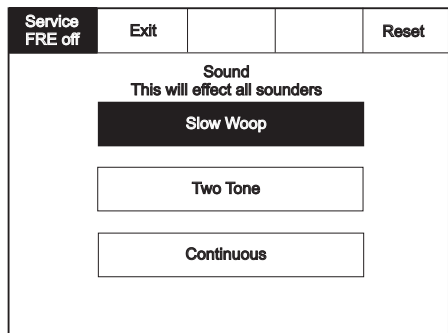 Service
FRE off
Exit
Reset
Sound
This will effect all sounders
Slow Woop
Two Tone
Continuous